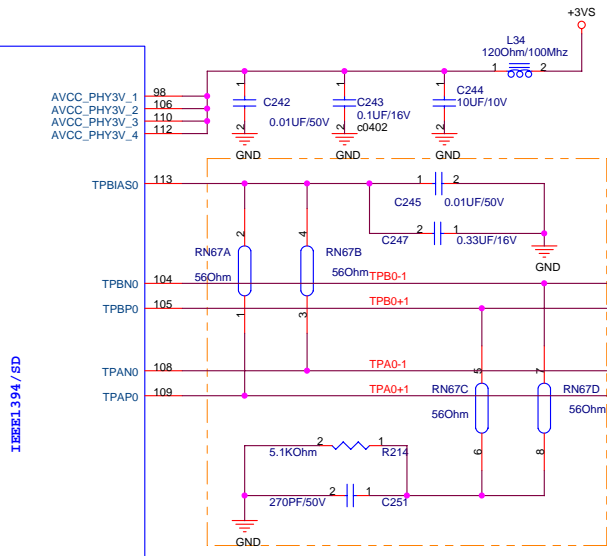 +3VS
L34
120Ohm/100Mhz
1 2
AVCC_PHY3V_1 98
AVCC_PHY3V_2 106
AVCC_PHY3V_3 110
AVCC_PHY3V_4 112
1 C242 2
0.01UF/50V
1 C243 2
0.1UF/16V
c0402
1 C244 2
10UF/10V
GND
GND
GND
TPBIAS0 113
1 2
C245 0.01UF/50V
2 1
C247 0.33UF/16V
GND
2 RN67A 1
56Ohm
4 RN67B 3
56Ohm
TPBN0 104 TPB0-1
TPBP0 105 TPB0+1
TPAN0 108 TPA0-1
TPAP0 109 TPA0+1
5 RN67C 6
56Ohm
7 RN67D 8
56Ohm
IEEE1394/SD
2 1
5.1KOhm R214
2 1
270PF/50V C251
GND